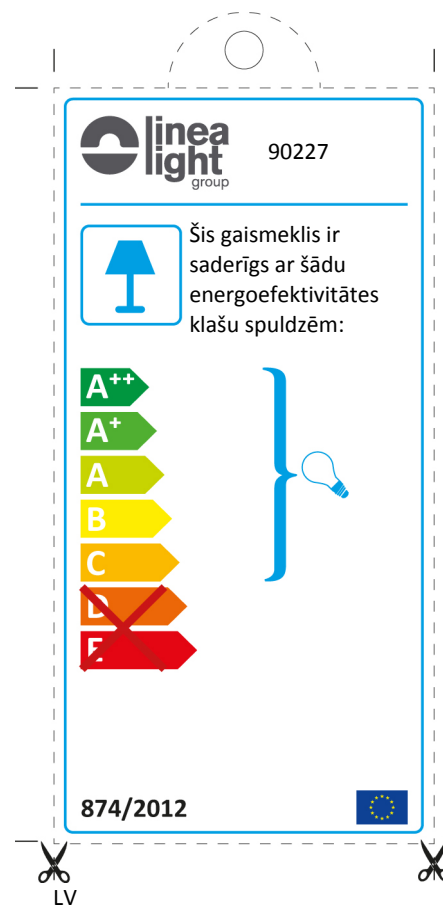 linea
light
group
90227
Šis gaismeklis ir
saderīgs ar šādu
energoefektivitātes
klašu spuldzēm:
A++
A+
A
B
C
D
E
874/2012
LV